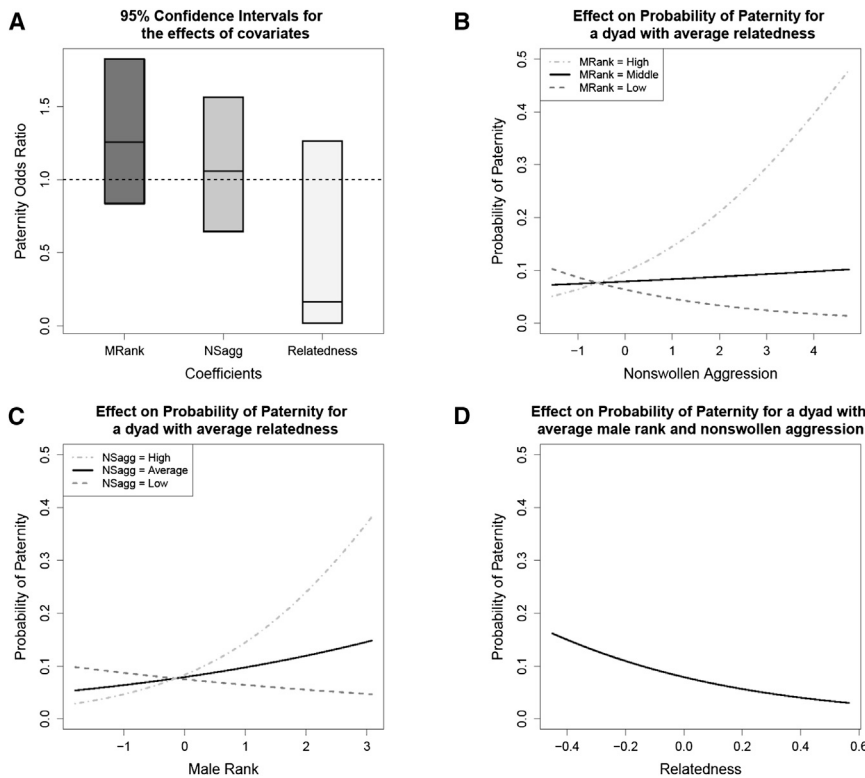 A
95% Confidence Intervals for
the effects of covariates
Paternity Odds Ratio
1.5
1.0
0.5
0.0
MRank NSagg Relatedness
Coefficients
B
Effect on Probability of Paternity for
a dyad with average relatedness
MRank = High
MRank = Middle
MRank = Low
Probability of Paternity
0.5
0.4
0.3
0.2
0.1
0.0
−1 0 1 2 3 4
Nonswollen Aggression
C
Effect on Probability of Paternity for
a dyad with average relatedness
NSagg = High
NSagg = Average
NSagg = Low
Probability of Paternity
0.5
0.4
0.3
0.2
0.1
0.0
−1 0 1 2 3
Male Rank
D
Effect on Probability of Paternity for a dyad with
average male rank and nonswollen aggression
Probability of Paternity
0.5
0.4
0.3
0.2
0.1
0.0
−0.4 −0.2 0.0 0.2 0.4 0.6
Relatedness